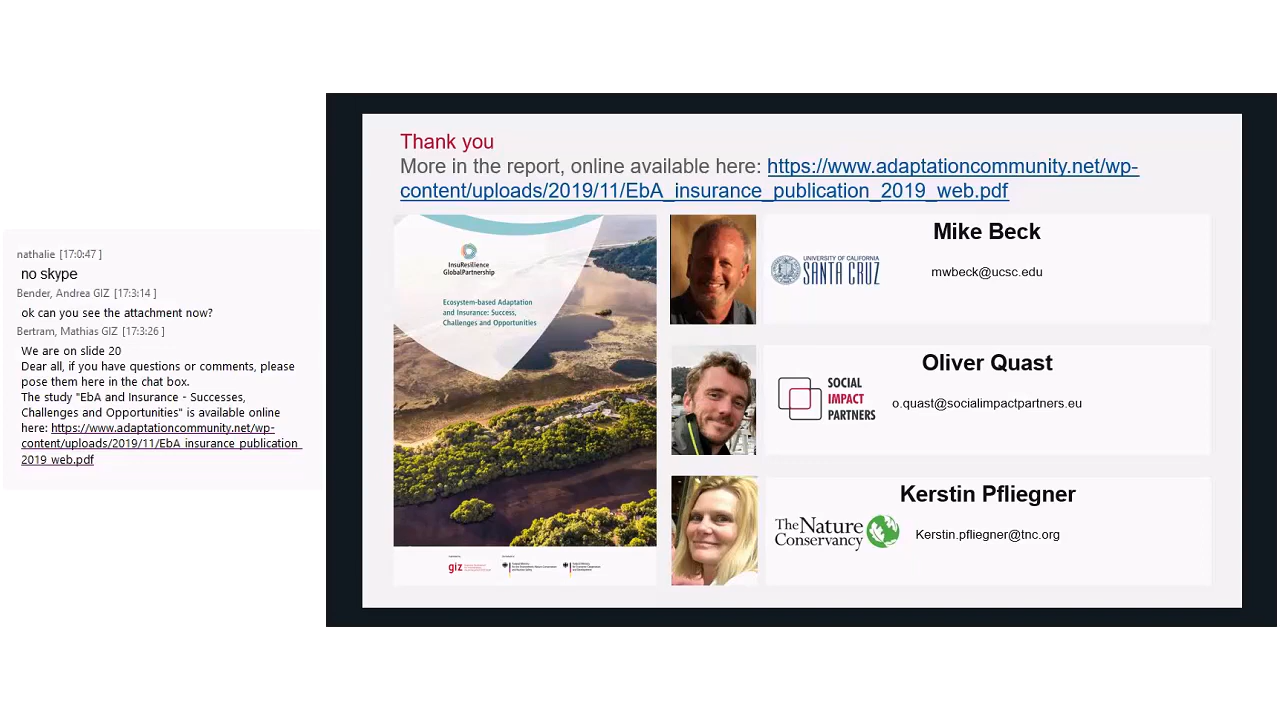 nathalie [17:0:47 ]
no skype
Bender, Andrea GIZ [17:3:14 ]
ok can you see the attachment now?
Bertram, Mathias GIZ [17:3:26 ]
We are on slide 20
Dear all, if you have questions or comments, please
pose them here in the chat box.
The study "EbA and Insurance - Successes,
Challenges and Opportunities" is available online
here: https://www.adaptationcommunity.net/wp-
content/uploads/2019/11/EbA_insurance_publication_
2019_web.pdf
Thank you
More in the report, online available here: https://www.adaptationcommunity.net/wp-
content/uploads/2019/11/EbA_insurance_publication_2019_web.pdf
InsuResilience
GlobalPartnership
Ecosystem-based Adaptation
and Insurance: Success,
Challenges and Opportunities
giz
Mike Beck
UNIVERSITY OF CALIFORNIA
SANTA CRUZ
mwbeck@ucsc.edu
Oliver Quast
SOCIAL
IMPACT
PARTNERS
o.quast@socialimpactpartners.eu
Kerstin Pfliegner
The Nature
Conservancy
Kerstin.pfliegner@tnc.org